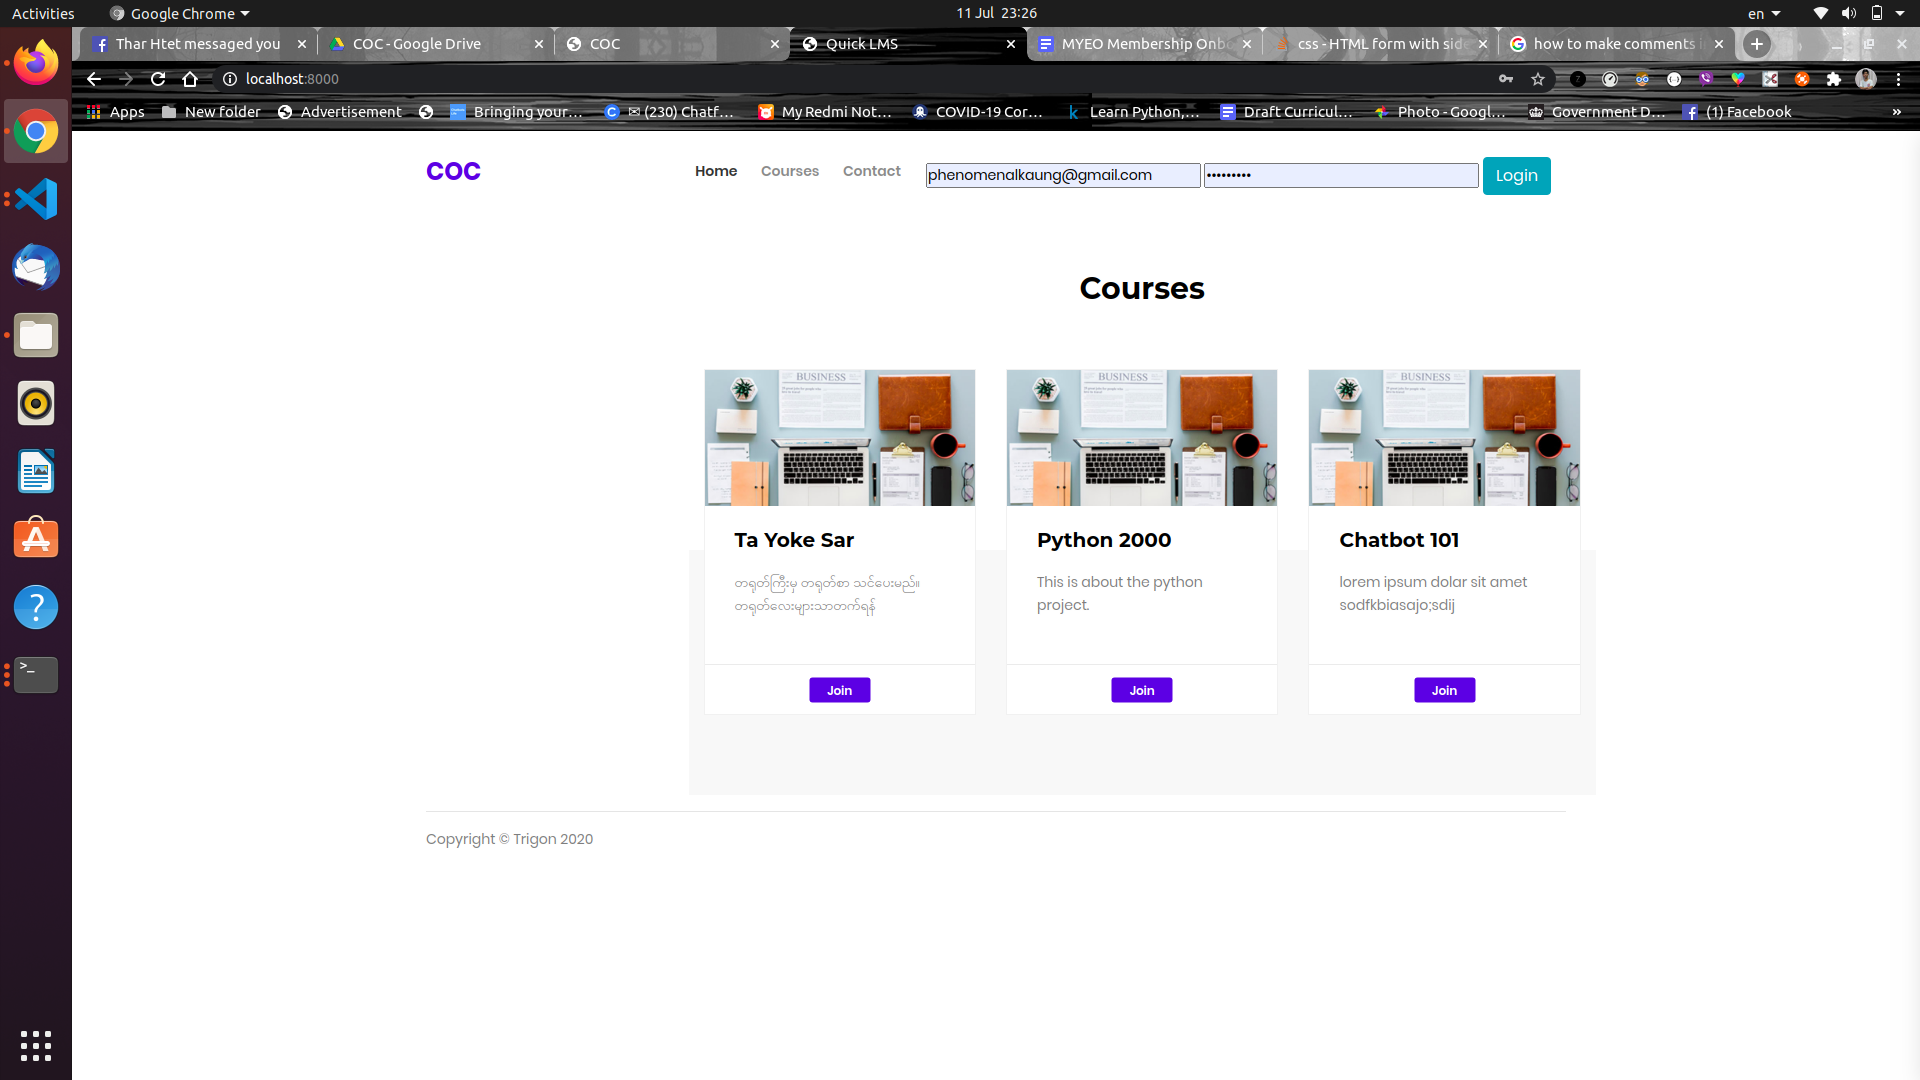 Activities
Google Chrome
11 Jul 23:26
en
Thar Htet messaged you
COC - Google Drive
COC
Quick LMS
MYEO Membership Onb
css - HTML form with side
how to make comments i
localhost:8000
Apps
New folder
Advertisement
Bringing your...
(230) Chatf...
My Redmi Not...
COVID-19 Cor...
Learn Python,...
Draft Curricul...
Photo - Googl...
Government D...
(1) Facebook
»
COC
Home
Courses
Contact
phenomenalkaung@gmail.com
•••••••••
Login
Courses
BUSINESS
BUSINESS
BUSINESS
Ta Yoke Sar
တရုတ်ကြီးမှ တရုတ်စာ သင်ပေးမည်။
တရုတ်လေးများသာတက်ရန်
Join
Python 2000
This is about the python
project.
Join
Chatbot 101
lorem ipsum dolar sit amet
sodfkbiasajo;sdij
Join
Copyright © Trigon 2020